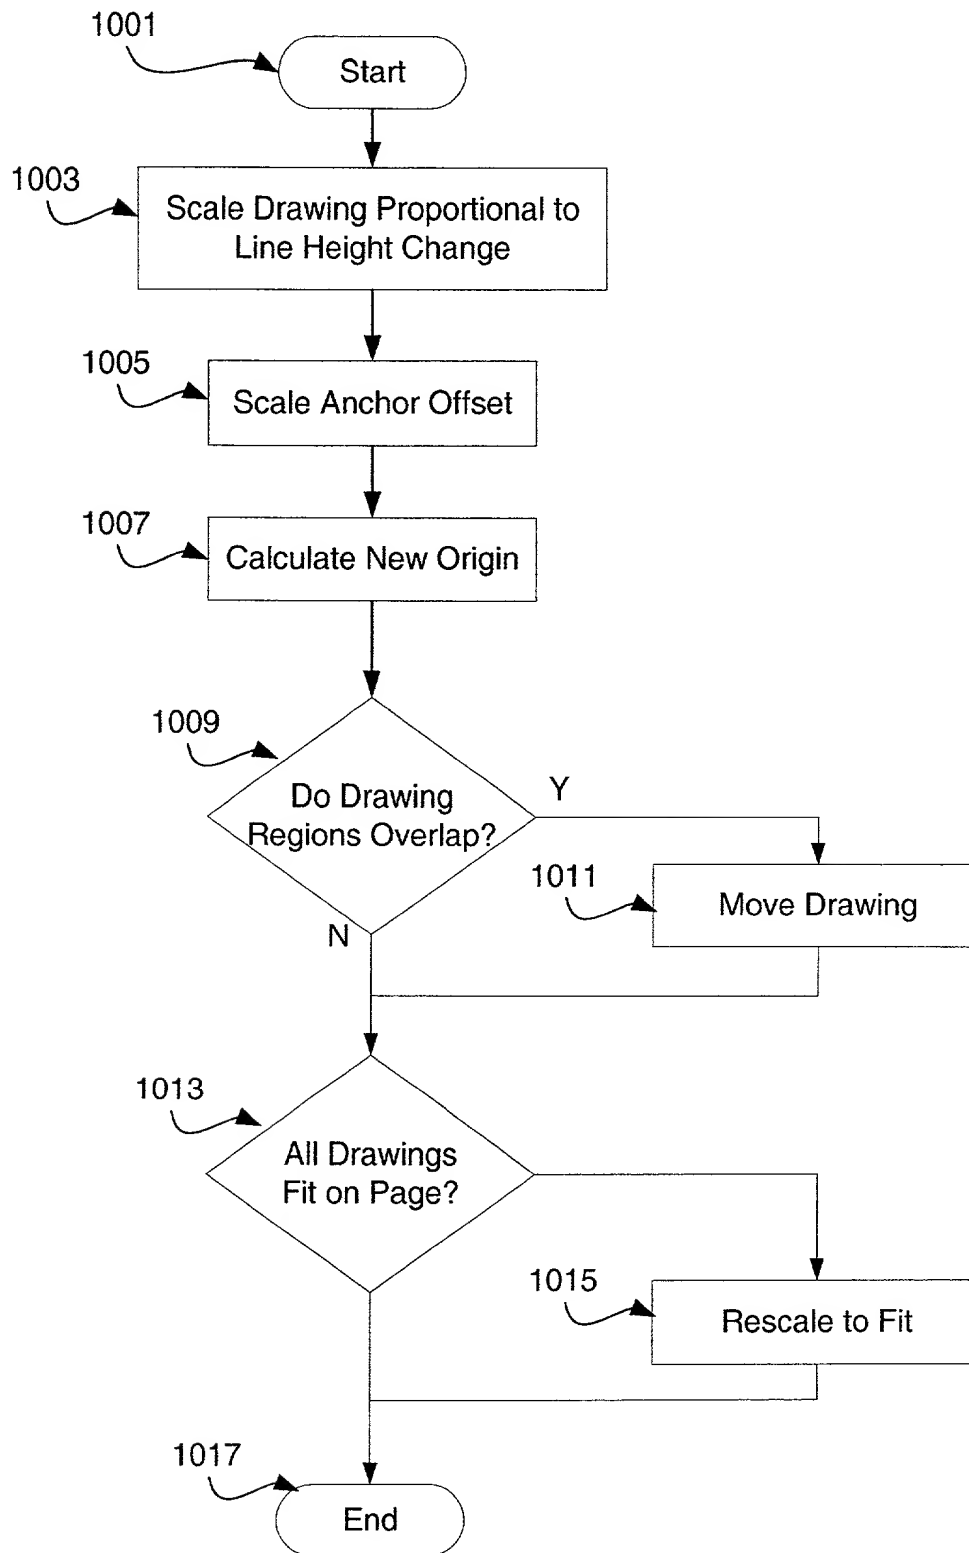 1001
Start
1003
Scale Drawing Proportional to
Line Height Change
1005
Scale Anchor Offset
1007
Calculate New Origin
1009
Do Drawing
Regions Overlap?
Y
1011
Move Drawing
N
1013
All Drawings
Fit on Page?
1015
Rescale to Fit
1017
End